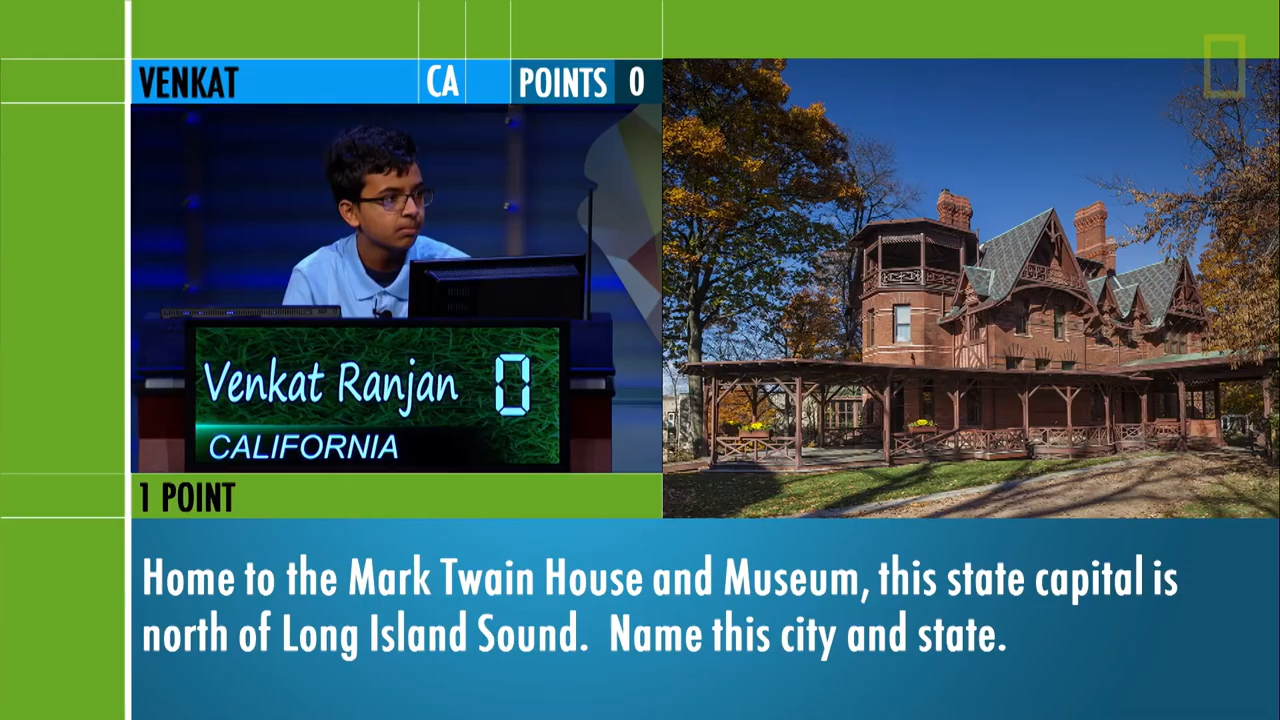 VENKAT CA POINTS 0
Venkat Ranjan 0
CALIFORNIA
1 POINT
Home to the Mark Twain House and Museum, this state capital is
north of Long Island Sound. Name this city and state.